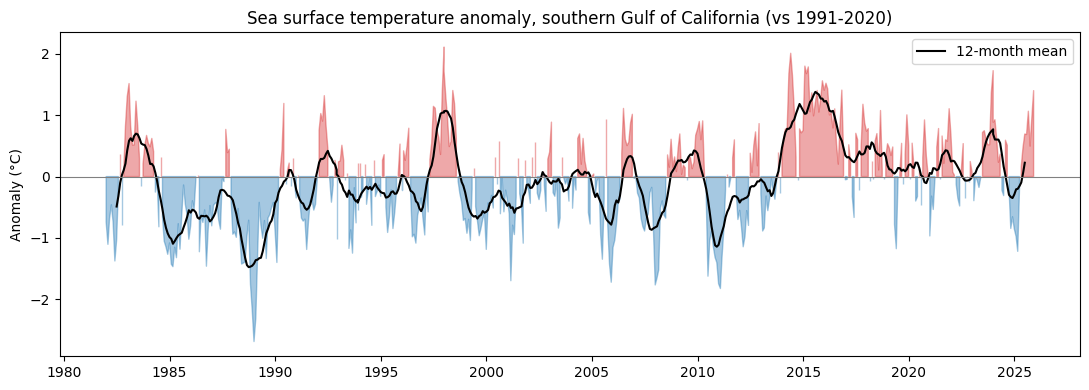 Sea surface temperature anomaly, southern Gulf of California (vs 1991-2020)
12-month mean
Anomaly (°C)
2
1
0
−1
−2
1980 1985 1990 1995 2000 2005 2010 2015 2020 2025